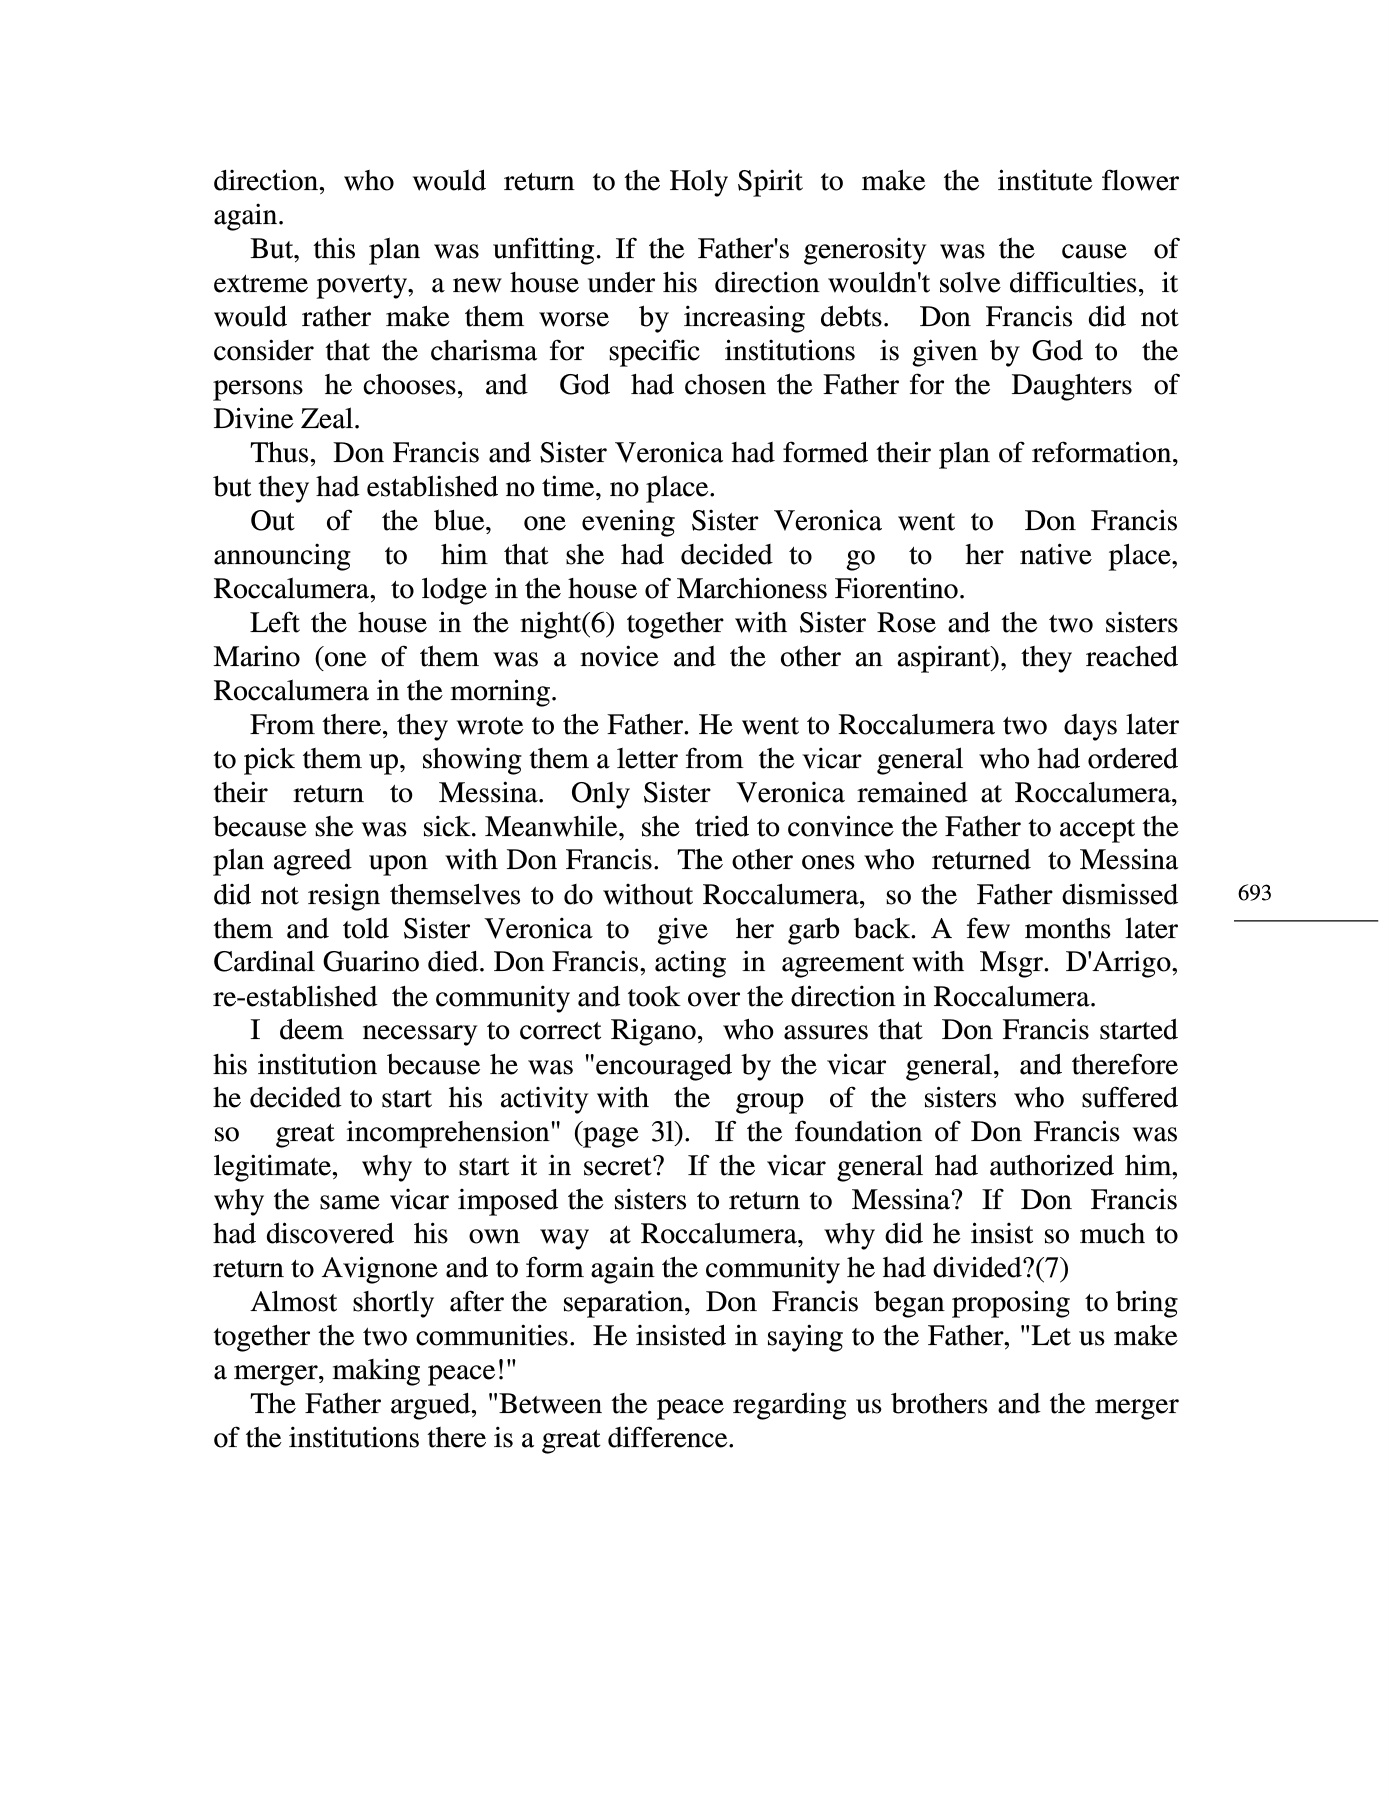 direction, who would return to the Holy Spirit to make the institute flower
again.
But, this plan was unfitting. If the Father's generosity was the cause of
extreme poverty, a new house under his direction wouldn't solve difficulties, it
would rather make them worse by increasing debts. Don Francis did not
consider that the charisma for specific institutions is given by God to the
persons he chooses, and God had chosen the Father for the Daughters of
Divine Zeal.
Thus, Don Francis and Sister Veronica had formed their plan of reformation,
but they had established no time, no place.
Out of the blue, one evening Sister Veronica went to Don Francis
announcing to him that she had decided to go to her native place,
Roccalumera, to lodge in the house of Marchioness Fiorentino.
Left the house in the night(6) together with Sister Rose and the two sisters
Marino (one of them was a novice and the other an aspirant), they reached
Roccalumera in the morning.
From there, they wrote to the Father. He went to Roccalumera two days later
to pick them up, showing them a letter from the vicar general who had ordered
their return to Messina. Only Sister Veronica remained at Roccalumera,
because she was sick. Meanwhile, she tried to convince the Father to accept the
plan agreed upon with Don Francis. The other ones who returned to Messina
did not resign themselves to do without Roccalumera, so the Father dismissed
them and told Sister Veronica to give her garb back. A few months later
Cardinal Guarino died. Don Francis, acting in agreement with Msgr. D'Arrigo,
re-established the community and took over the direction in Roccalumera.
I deem necessary to correct Rigano, who assures that Don Francis started
his institution because he was "encouraged by the vicar general, and therefore
he decided to start his activity with the group of the sisters who suffered
so great incomprehension" (page 3l). If the foundation of Don Francis was
legitimate, why to start it in secret? If the vicar general had authorized him,
why the same vicar imposed the sisters to return to Messina? If Don Francis
had discovered his own way at Roccalumera, why did he insist so much to
return to Avignone and to form again the community he had divided?(7)
Almost shortly after the separation, Don Francis began proposing to bring
together the two communities. He insisted in saying to the Father, "Let us make
a merger, making peace!"
The Father argued, "Between the peace regarding us brothers and the merger
of the institutions there is a great difference.
693